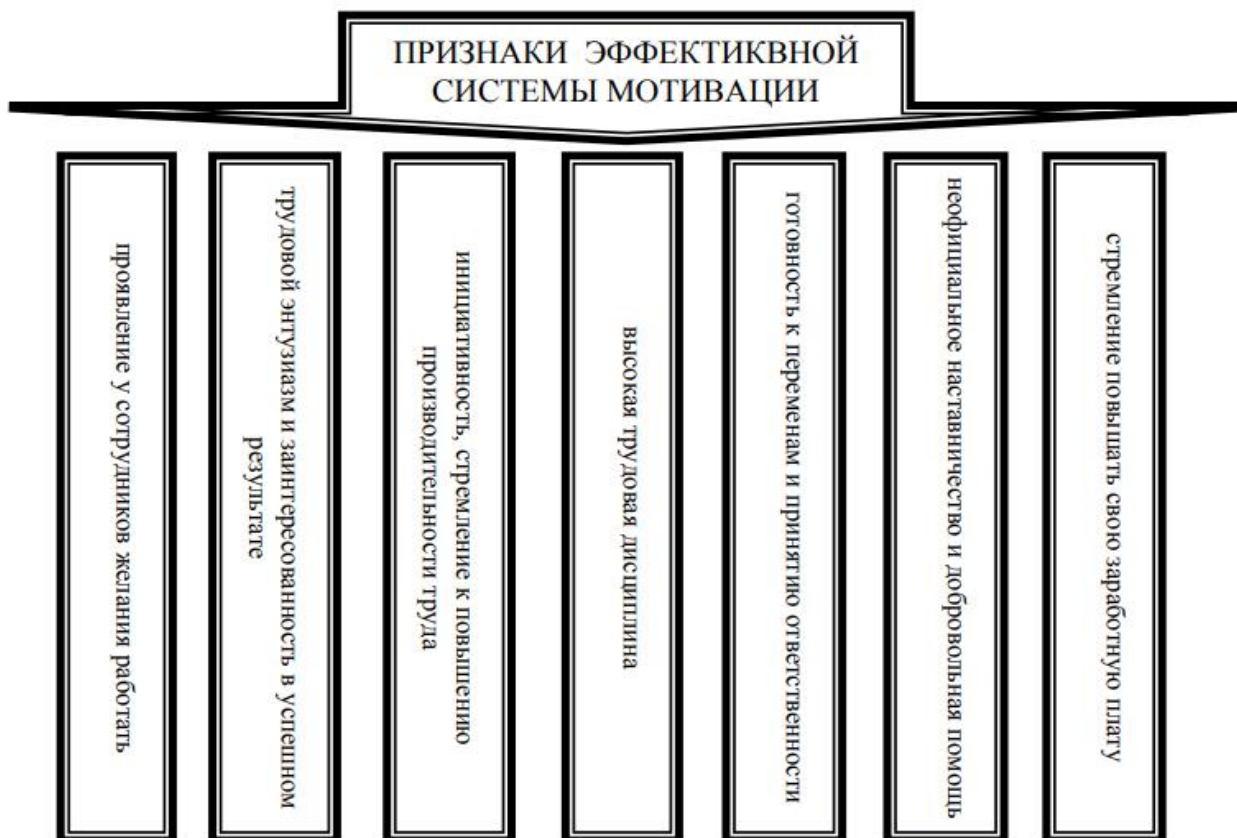 ПРИЗНАКИ ЭФФЕКТИКВНОЙ
СИСТЕМЫ МОТИВАЦИИ
проявление у сотрудников желания работать
трудовой энтузиазм и заинтересованность в успешном
результате
инициативность, стремление к повышению
производительности труда
высокая трудовая дисциплина
готовность к переменам и принятию ответственности
неофициальное наставничество и добровольная помощь
стремление повышать свою заработную плату